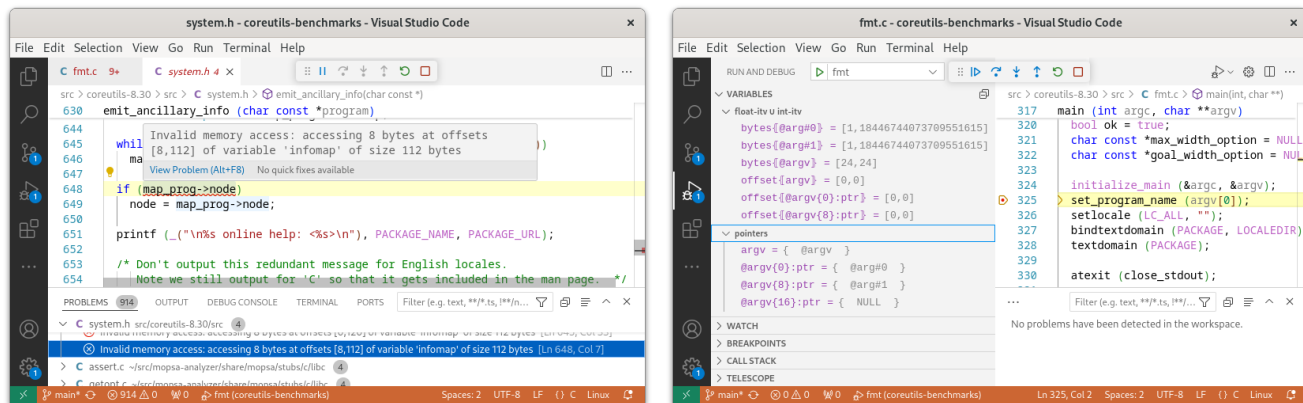 system.h - coreutils-benchmarks - Visual Studio Code
File Edit Selection View Go Run Terminal Help
fmt.c 9+
system.h 4
src > coreutils-8.30 > src > C system.h > emit_ancillary_info(char const *)
630 emit_ancillary_info (char const *program)
644
645 whil ))
646 ma
647
Invalid memory access: accessing 8 bytes at offsets
[8,112] of variable 'infomap' of size 112 bytes
View Problem (Alt+F8) No quick fixes available
648 if (map_prog->node)
649 node = map_prog->node;
650
651 printf (_("\n%s online help: <%s>\n"), PACKAGE_NAME, PACKAGE_URL);
652
653 /* Don't output this redundant message for English locales.
654 Note we still output for 'C' so that it gets included in the man page. */
PROBLEMS 914 OUTPUT DEBUG CONSOLE TERMINAL PORTS Filter (e.g. text, **/*.ts, !**/n...
C system.h src/coreutils-8.30/src 4
Invalid memory access: accessing 8 bytes at offsets [8,112] of variable 'infomap' of size 112 bytes [Ln 648, Col 7]
C assert.c ~/src/mopsa-analyzer/share/mopsa/stubs/c/libc 4
C getopt.c ~/src/mopsa-analyzer/share/mopsa/stubs/c/libc 4
main* 914 0 0 fmt (coreutils-benchmarks) Spaces: 2 UTF-8 LF {} C Linux
fmt.c - coreutils-benchmarks - Visual Studio Code
File Edit Selection View Go Run Terminal Help
RUN AND DEBUG fmt
VARIABLES
float-itv ∪ int-itv
bytes⦃@arg#0⦄ = [1,18446744073709551615]
bytes⦃@arg#1⦄ = [1,18446744073709551615]
bytes⦃@argv⦄ = [24,24]
offset⦃argv⦄ = [0,0]
offset⦃@argv{0}:ptr⦄ = [0,0]
offset⦃@argv{8}:ptr⦄ = [0,0]
pointers
argv = { @argv }
@argv{0}:ptr = { @arg#0 }
@argv{8}:ptr = { @arg#1 }
@argv{16}:ptr = { NULL }
WATCH
BREAKPOINTS
CALL STACK
TELESCOPE
src > coreutils-8.30 > src > C fmt.c > main(int, char **)
317 main (int argc, char **argv)
320 bool ok = true;
321 char const *max_width_option = NULL
322 char const *goal_width_option = NUL
323
324 initialize_main (&argc, &argv);
325 set_program_name (argv[0]);
326 setlocale (LC_ALL, "");
327 bindtextdomain (PACKAGE, LOCALEDIR)
328 textdomain (PACKAGE);
329
330 atexit (close_stdout);
Filter (e.g. text, **/*.ts, !**/...
No problems have been detected in the workspace.
main* 0 0 0 fmt (coreutils-benchmarks) Ln 325, Col 2 Spaces: 2 UTF-8 LF {} C Linux